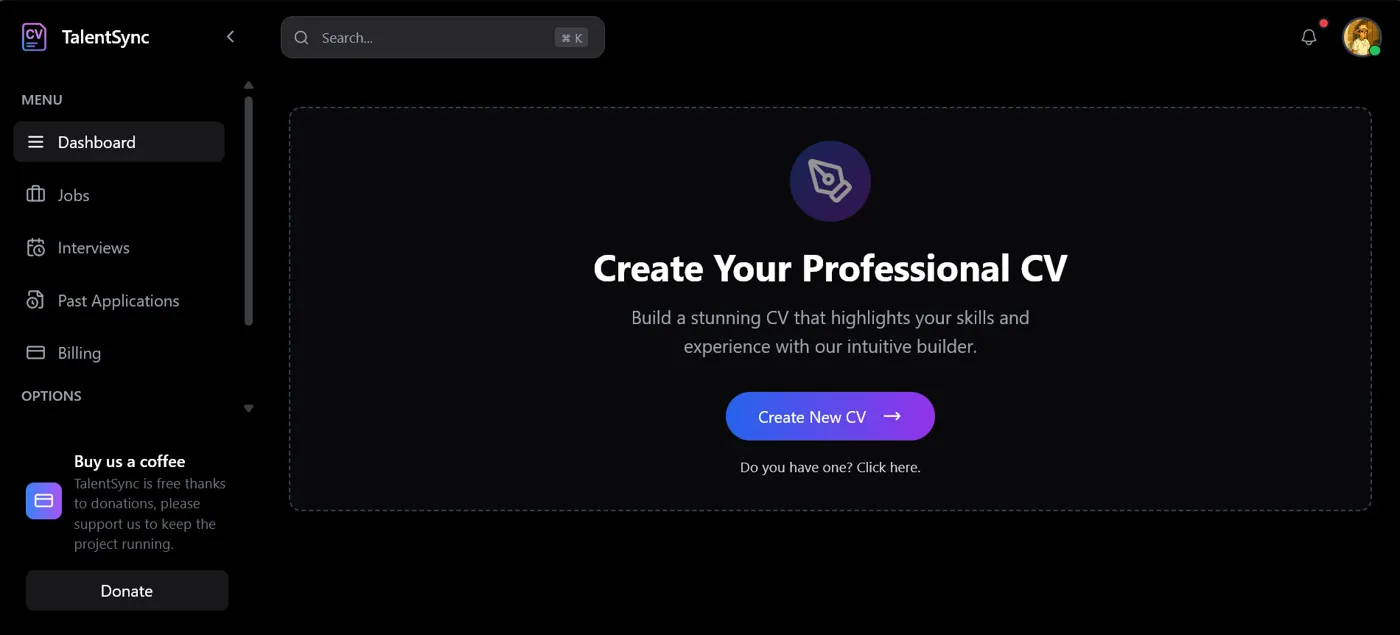 CV
TalentSync
Search...
⌘ K
MENU
Dashboard
Jobs
Interviews
Past Applications
Billing
OPTIONS
Buy us a coffee
TalentSync is free thanks
to donations, please
support us to keep the
project running.
Donate
Create Your Professional CV
Build a stunning CV that highlights your skills and
experience with our intuitive builder.
Create New CV →
Do you have one? Click here.